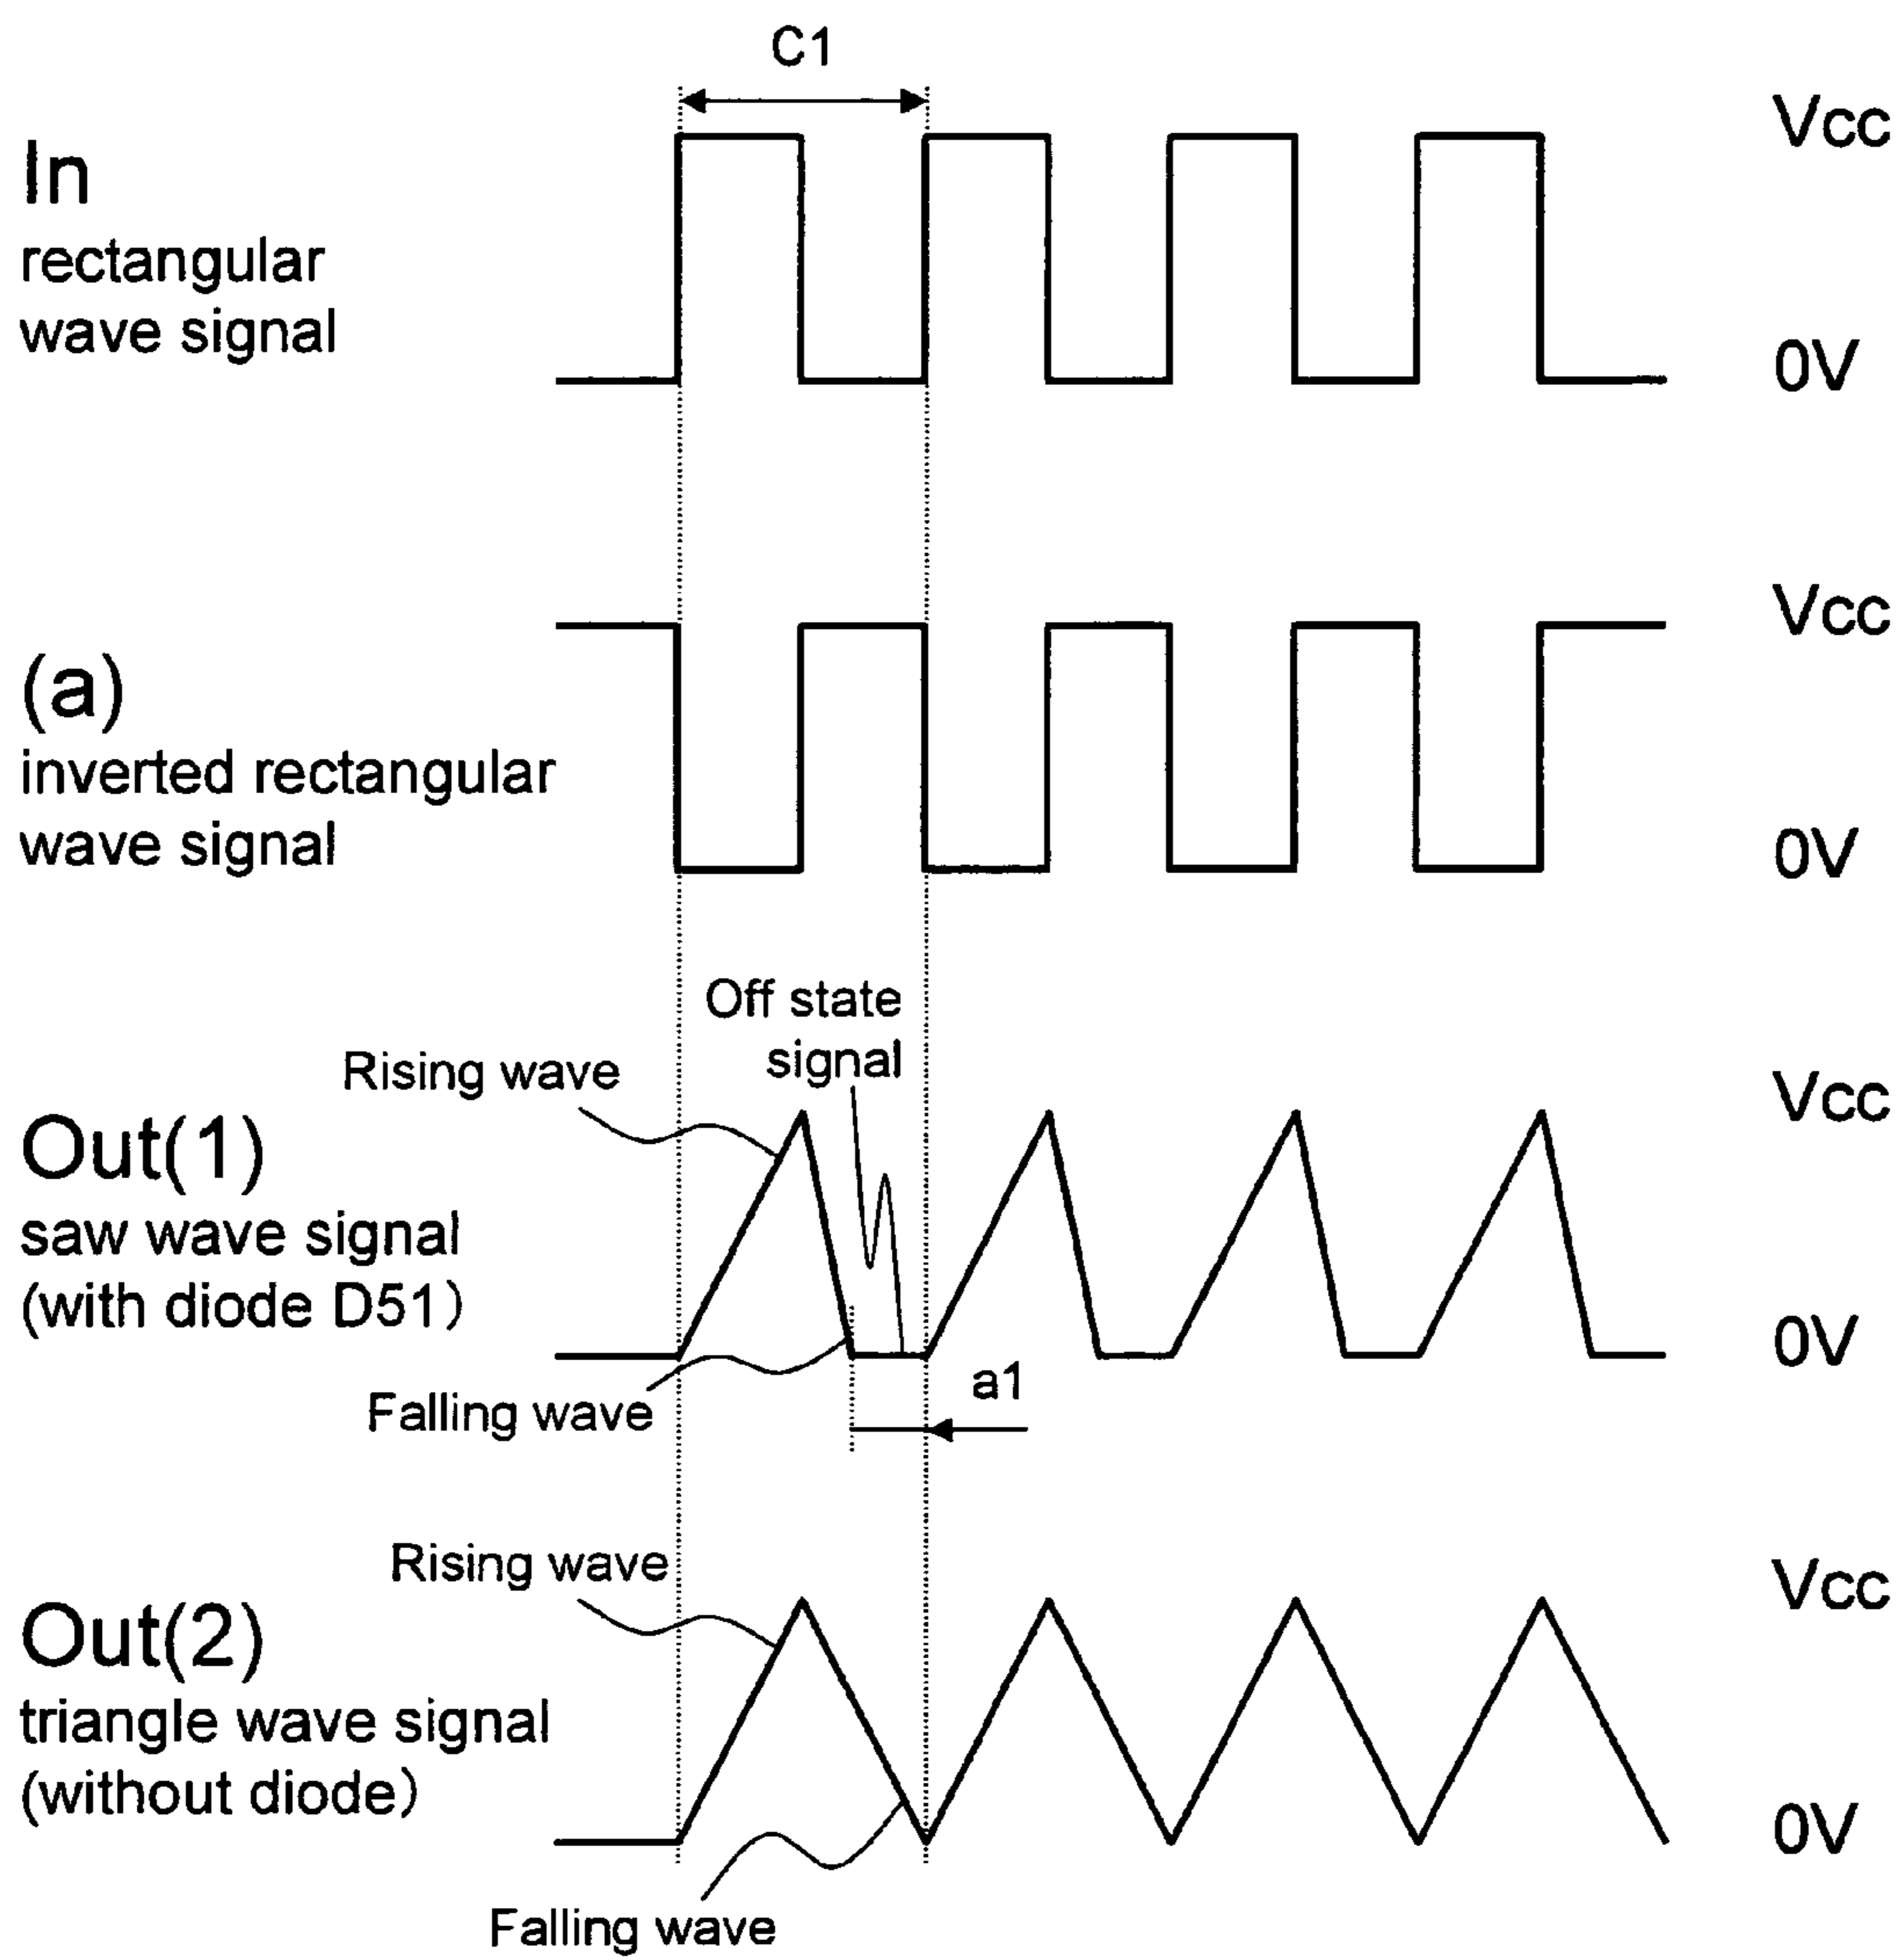 C1
Vcc
In
rectangular
wave signal
0V
Vcc
(a)
inverted rectangular
wave signal
0V
Off state
signal
Rising wave
Vcc
Out(1)
saw wave signal
(with diode D51)
0V
a1
Falling wave
Rising wave
Vcc
Out(2)
triangle wave signal
(without diode)
0V
Falling wave